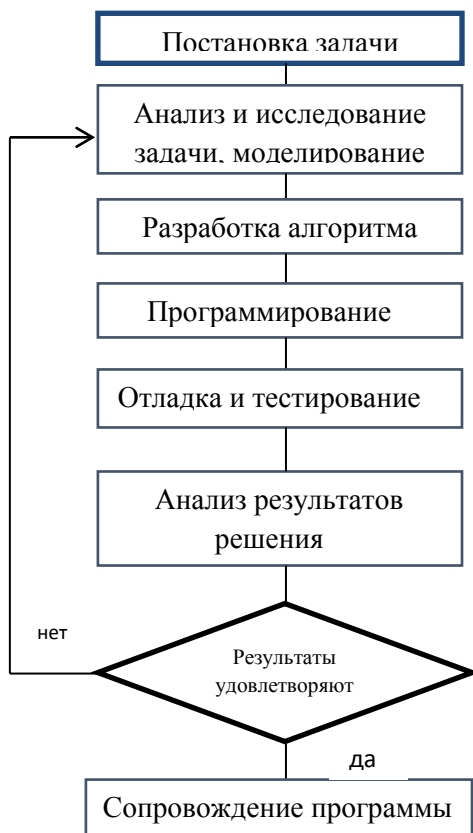 Постановка задачи
Анализ и исследование
задачи, моделирование
Разработка алгоритма
Программирование
Отладка и тестирование
Анализ результатов
решения
нет
Результаты
удовлетворяют
да
Сопровождение программы